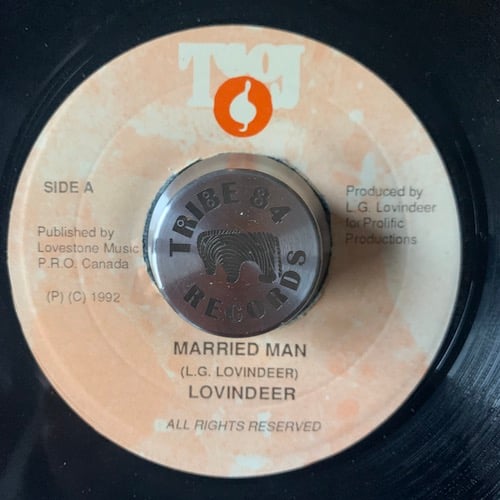 TSOJ
SIDE A
Published by
Lovestone Music
P.R.O. Canada
(P) (C) 1992
Produced by
L.G. Lovindeer
for Prolific
Productions
TRIBE 84
RECORDS
MARRIED MAN
(L.G. LOVINDEER)
LOVINDEER
ALL RIGHTS RESERVED